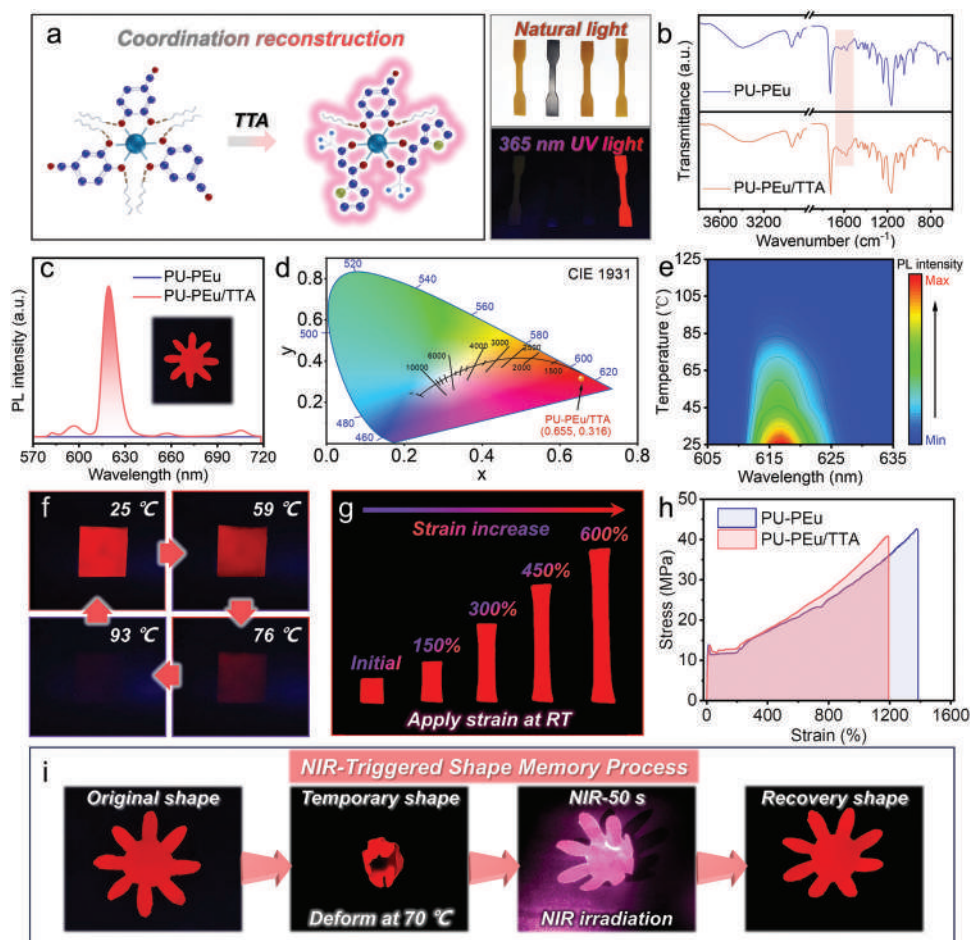 a
Coordination reconstruction
TTA
Natural light
365 nm UV light
b
Transmittance (a.u.)
PU-PEu
PU-PEu/TTA
3800 3200 1600 1200 800
Wavenumber (cm⁻¹)
c
PL intensity (a.u.)
PU-PEu
PU-PEu/TTA
570 600 630 660 690 720
Wavelength (nm)
d
CIE 1931
y
0.8
0.6
0.4
0.2
520
540
560
500
580
600
620
480
460
10000
6000
4000
3000
2500
2000
1500
PU-PEu/TTA
(0.655, 0.316)
0.0 0.2 0.4 0.6 0.8
x
e
PL intensity
Max
Min
Temperature (℃)
125
105
85
65
45
25
605 615 625 635
Wavelength (nm)
f
25 ℃
59 ℃
93 ℃
76 ℃
g
Strain increase
Initial
150%
300%
450%
600%
Apply strain at RT
h
PU-PEu
PU-PEu/TTA
Stress (MPa)
50
40
30
20
10
0
0 400 800 1200 1600
Strain (%)
i
NIR-Triggered Shape Memory Process
Original shape
Temporary shape
Deform at 70 ℃
NIR-50 s
NIR irradiation
Recovery shape